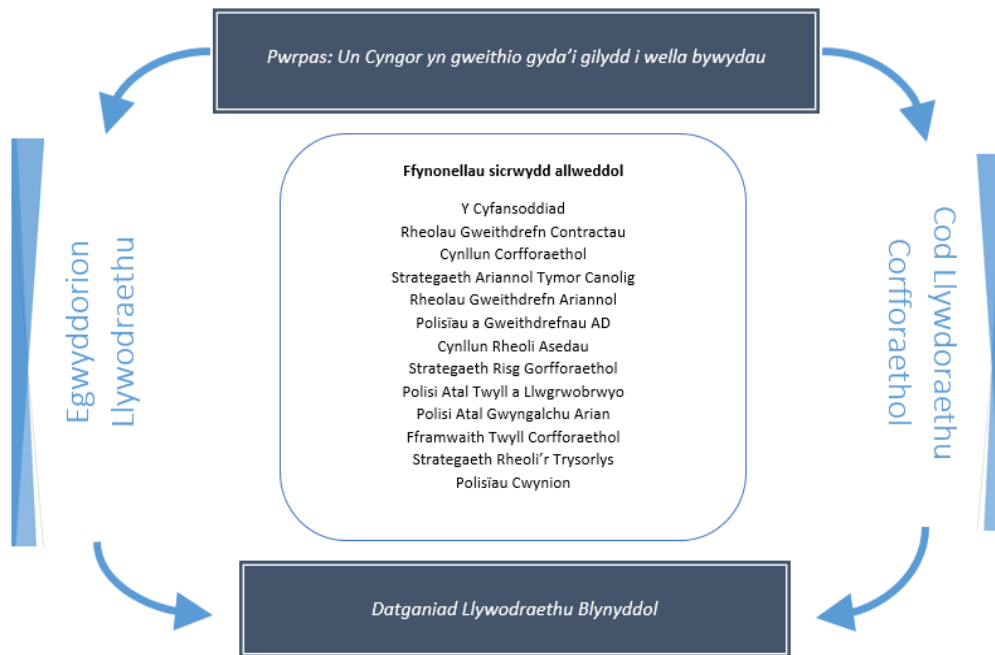 Pwrpas: Un Cyngor yn gweithio gyda'i gilydd i wella bywydau
Egwyddorion
Llywodraethu
Ffynonellau sicrwydd allweddol
Y Cyfansoddiad
Rheolau Gweithdrefn Contractau
Cynllun Corfforaethol
Strategaeth Ariannol Tymor Canolig
Rheolau Gweithdrefn Ariannol
Polisïau a Gweithdrefnau AD
Cynllun Rheoli Asedau
Strategaeth Risg Gorfforaethol
Polisi Atal Twyll a Llwgrwobrwyo
Polisi Atal Gwyngalchu Arian
Fframwaith Twyll Corfforaethol
Strategaeth Rheoli'r Trysorlys
Polisïau Cwynion
Cod Llywdoraethu
Corfforaethol
Datganiad Llywodraethu Blynyddol